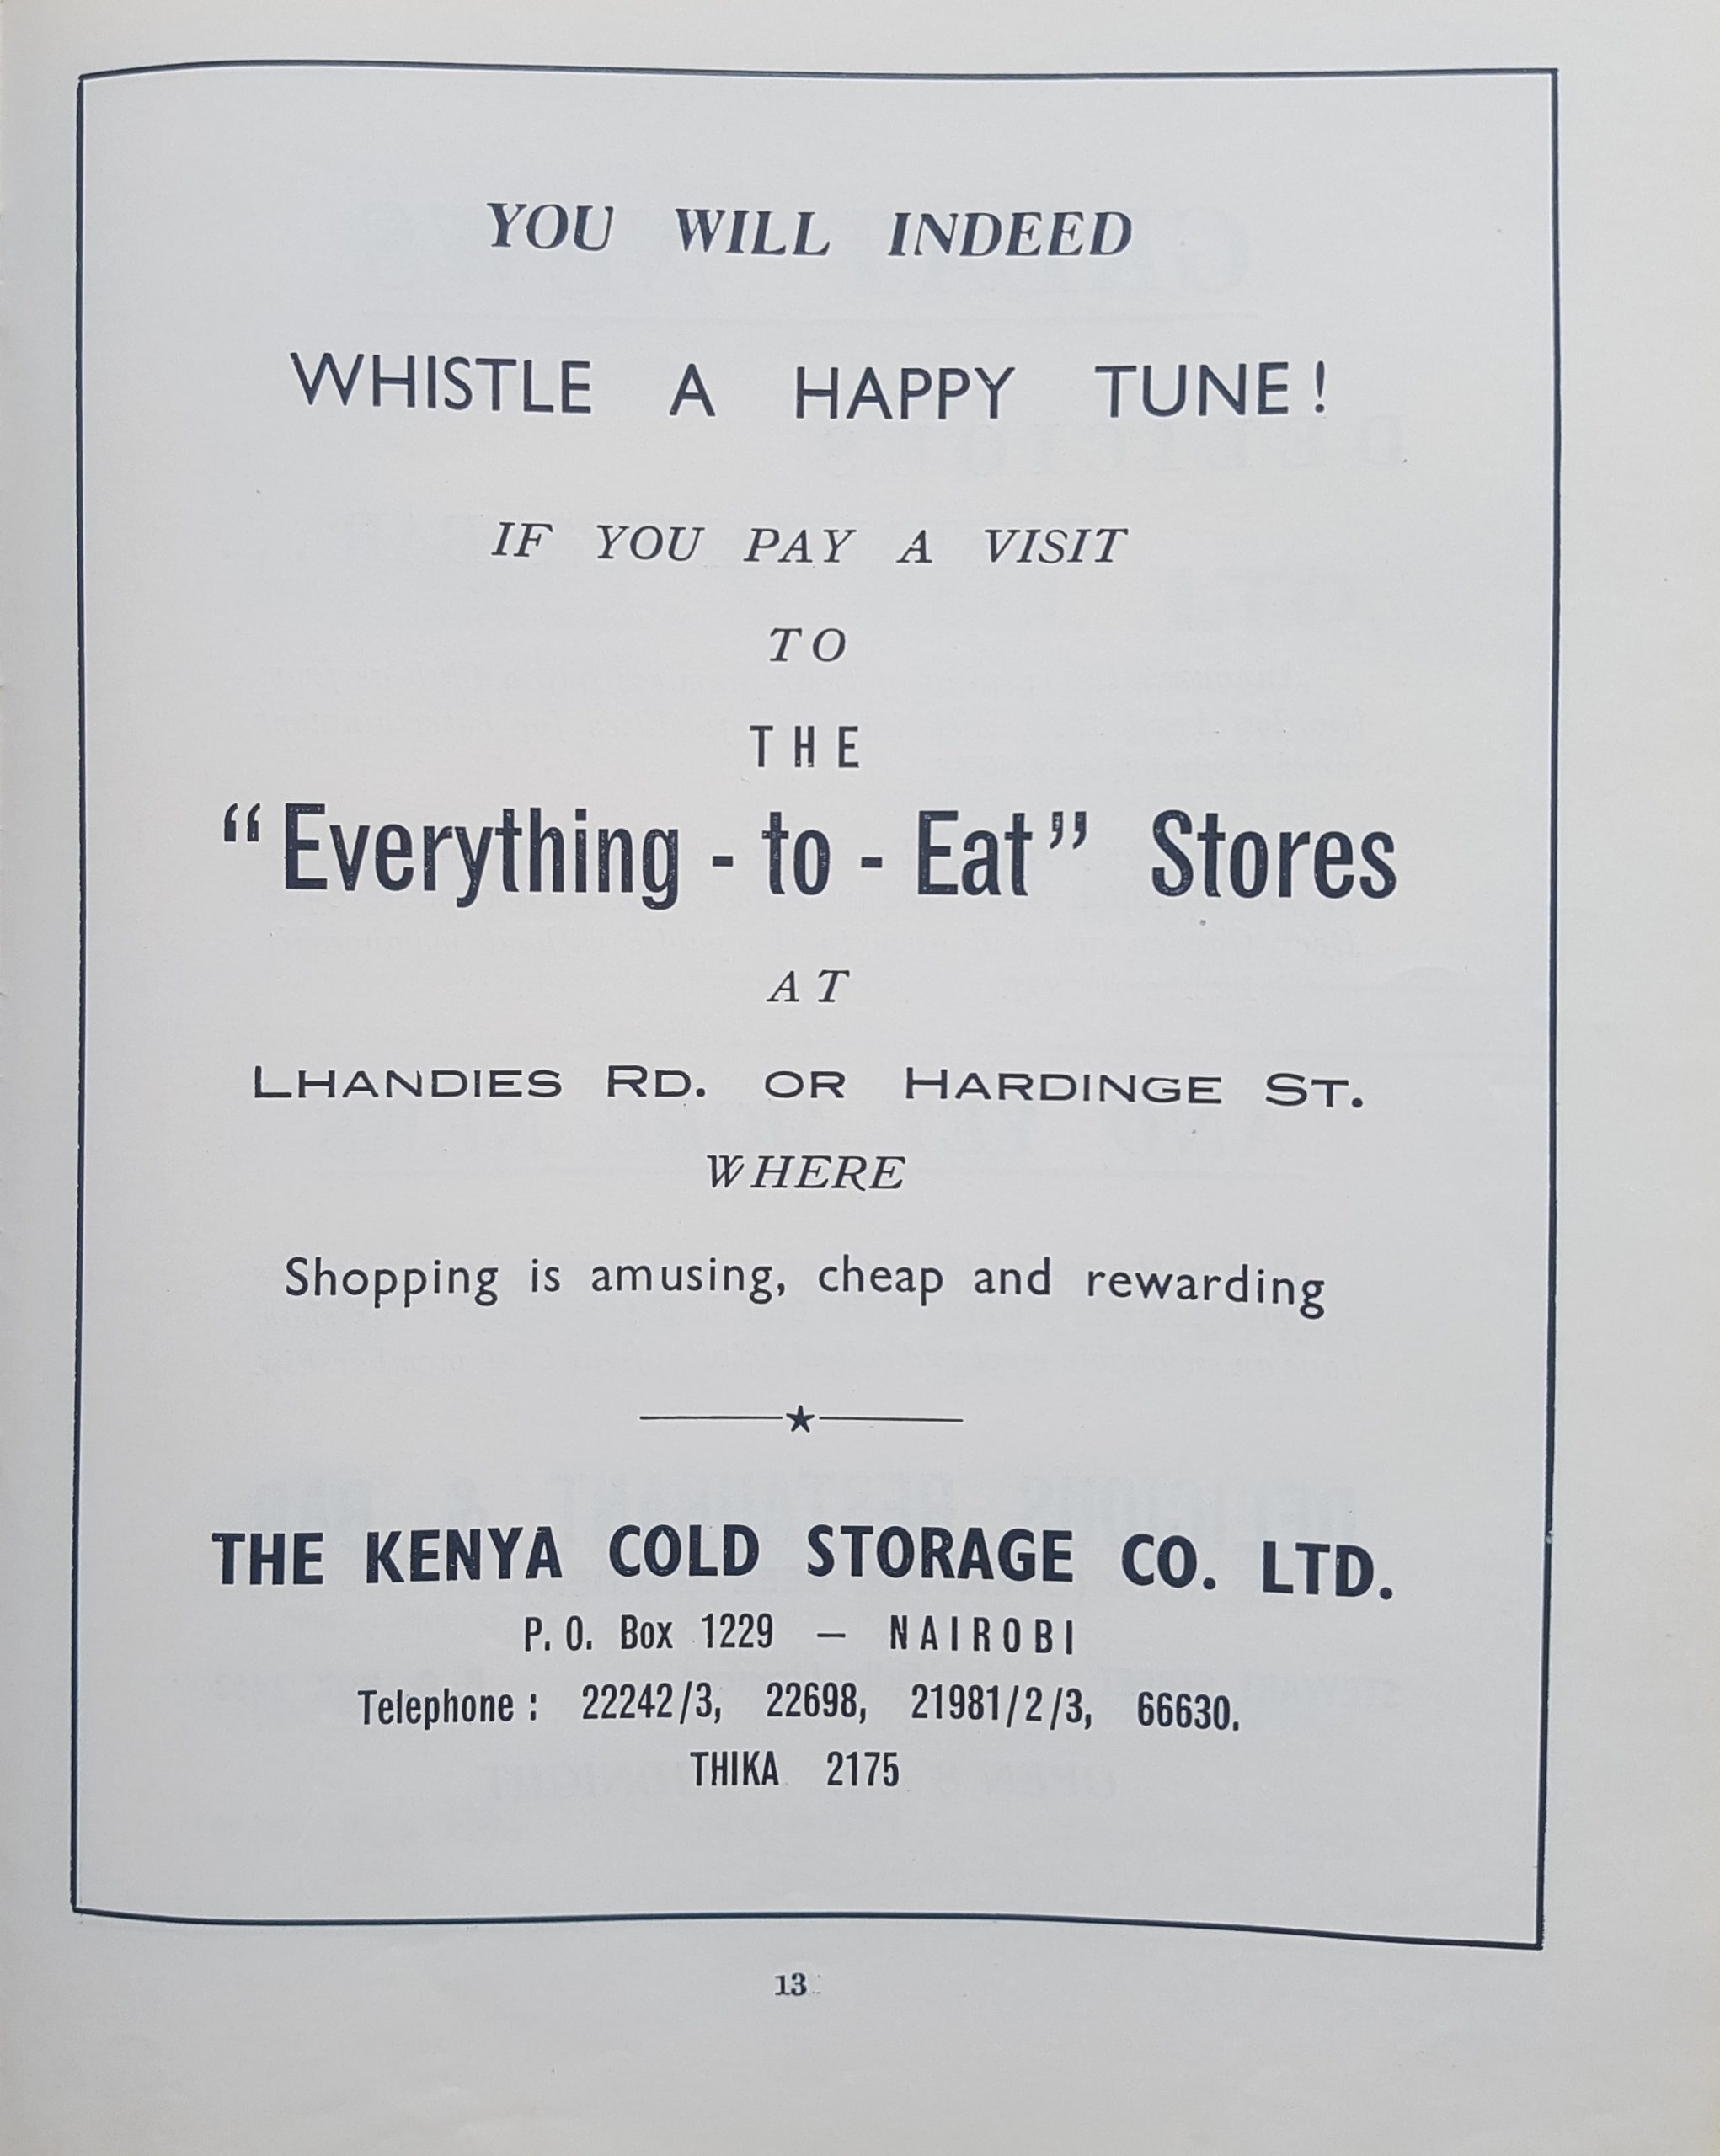 YOU WILL INDEED
WHISTLE A HAPPY TUNE!
IF YOU PAY A VISIT
TO
THE
“Everything - to - Eat” Stores
AT
LHANDIES RD. OR HARDINGE ST.
WHERE
Shopping is amusing, cheap and rewarding
THE KENYA COLD STORAGE CO. LTD.
P. O. Box 1229 — NAIROBI
Telephone : 22242/3, 22698, 21981/2/3, 66630.
THIKA 2175
13